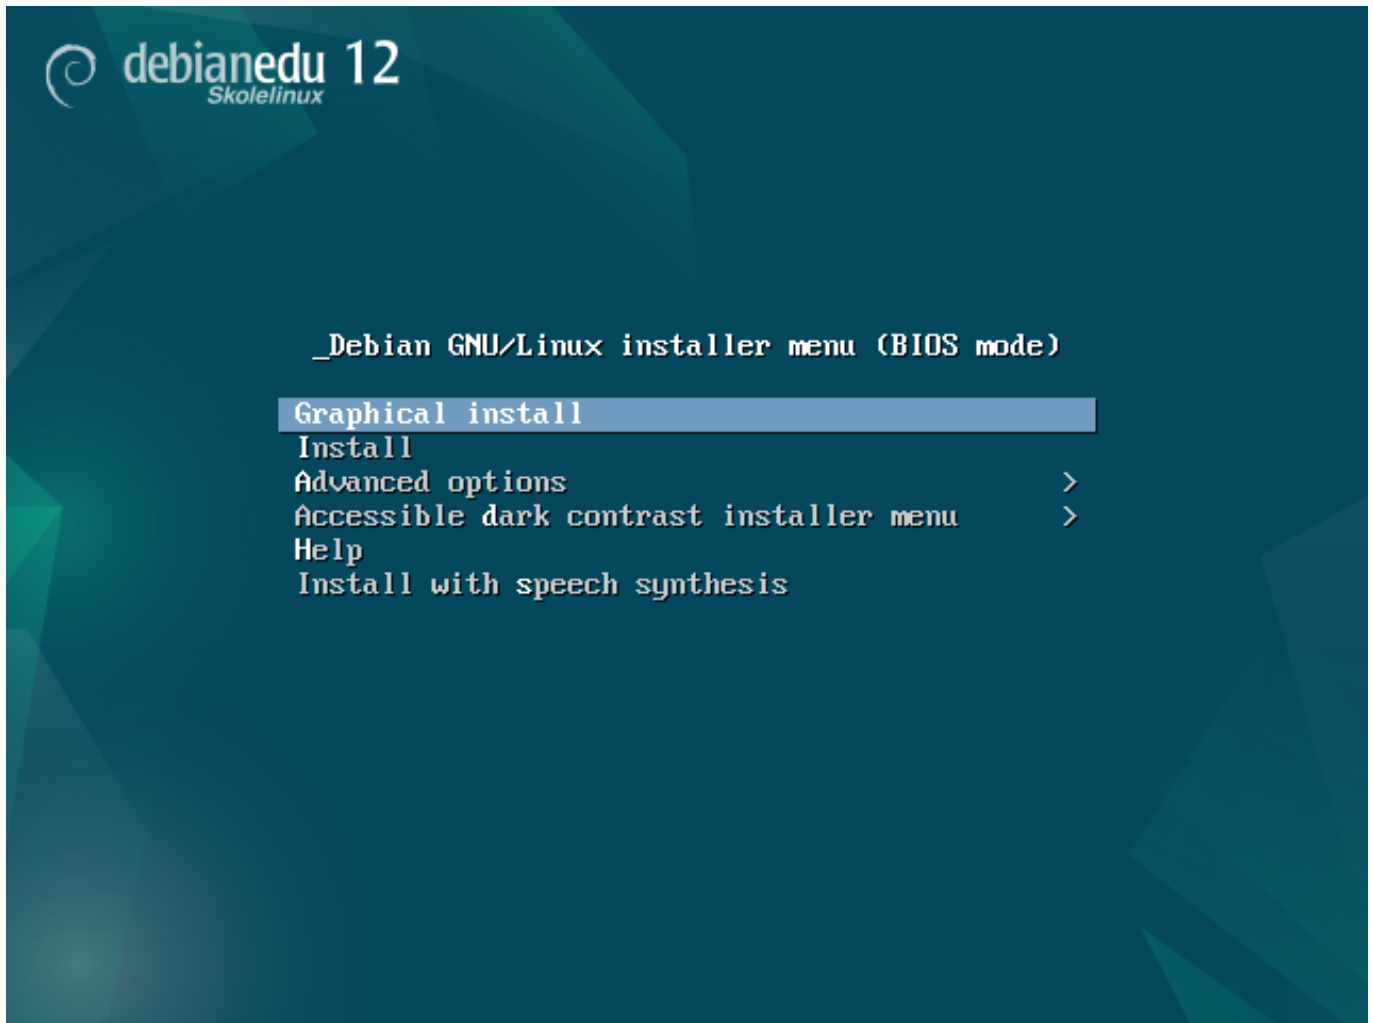 debianedu 12
Skolelinux
_Debian GNU/Linux installer menu (BIOS mode)
Graphical install
Install
Advanced options >
Accessible dark contrast installer menu >
Help
Install with speech synthesis